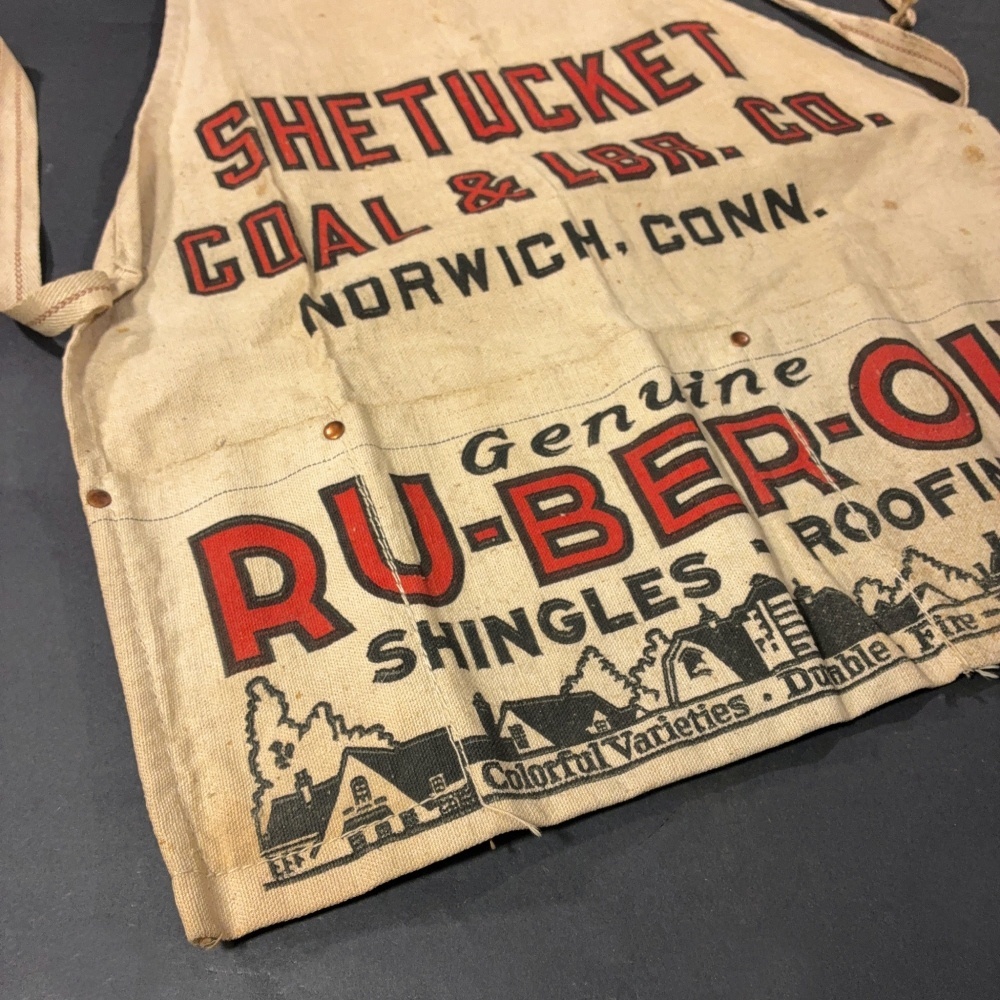 SHETUCKET
COAL & LBR. CO.
NORWICH, CONN.
Genuine
RU-BER-OI
SHINGLES · ROOFIN
Colorful Varieties · Durable · Fire-